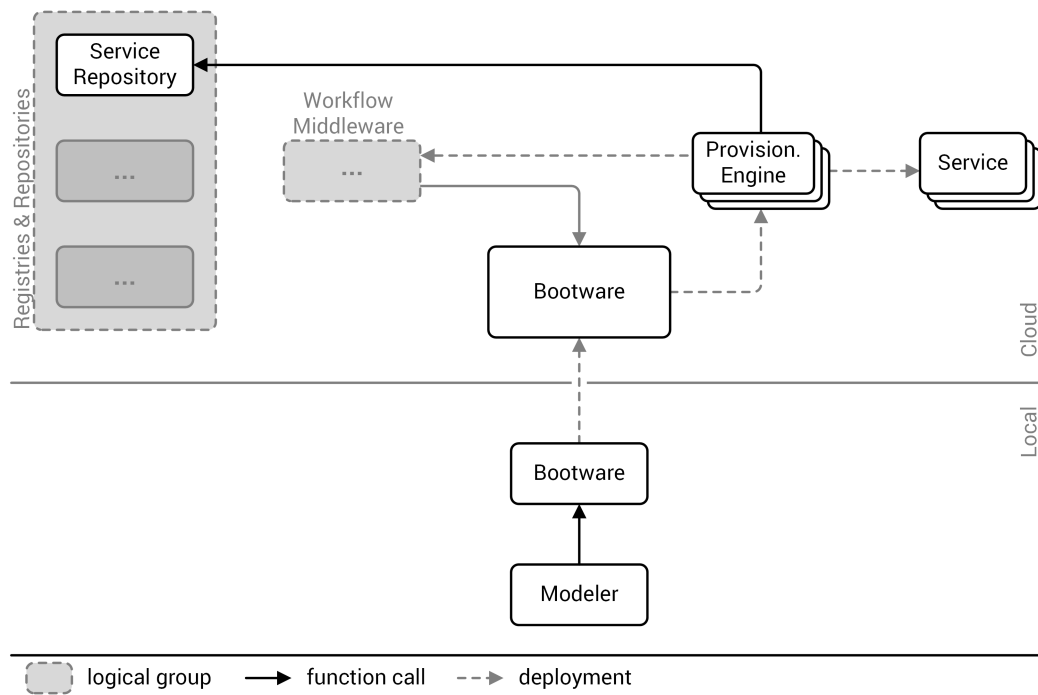 Service
Repository
...
...
Registries & Repositories
Workflow
Middleware
...
Provision.
Engine
Service
Bootware
Cloud
Local
Bootware
Modeler
logical group
function call
deployment